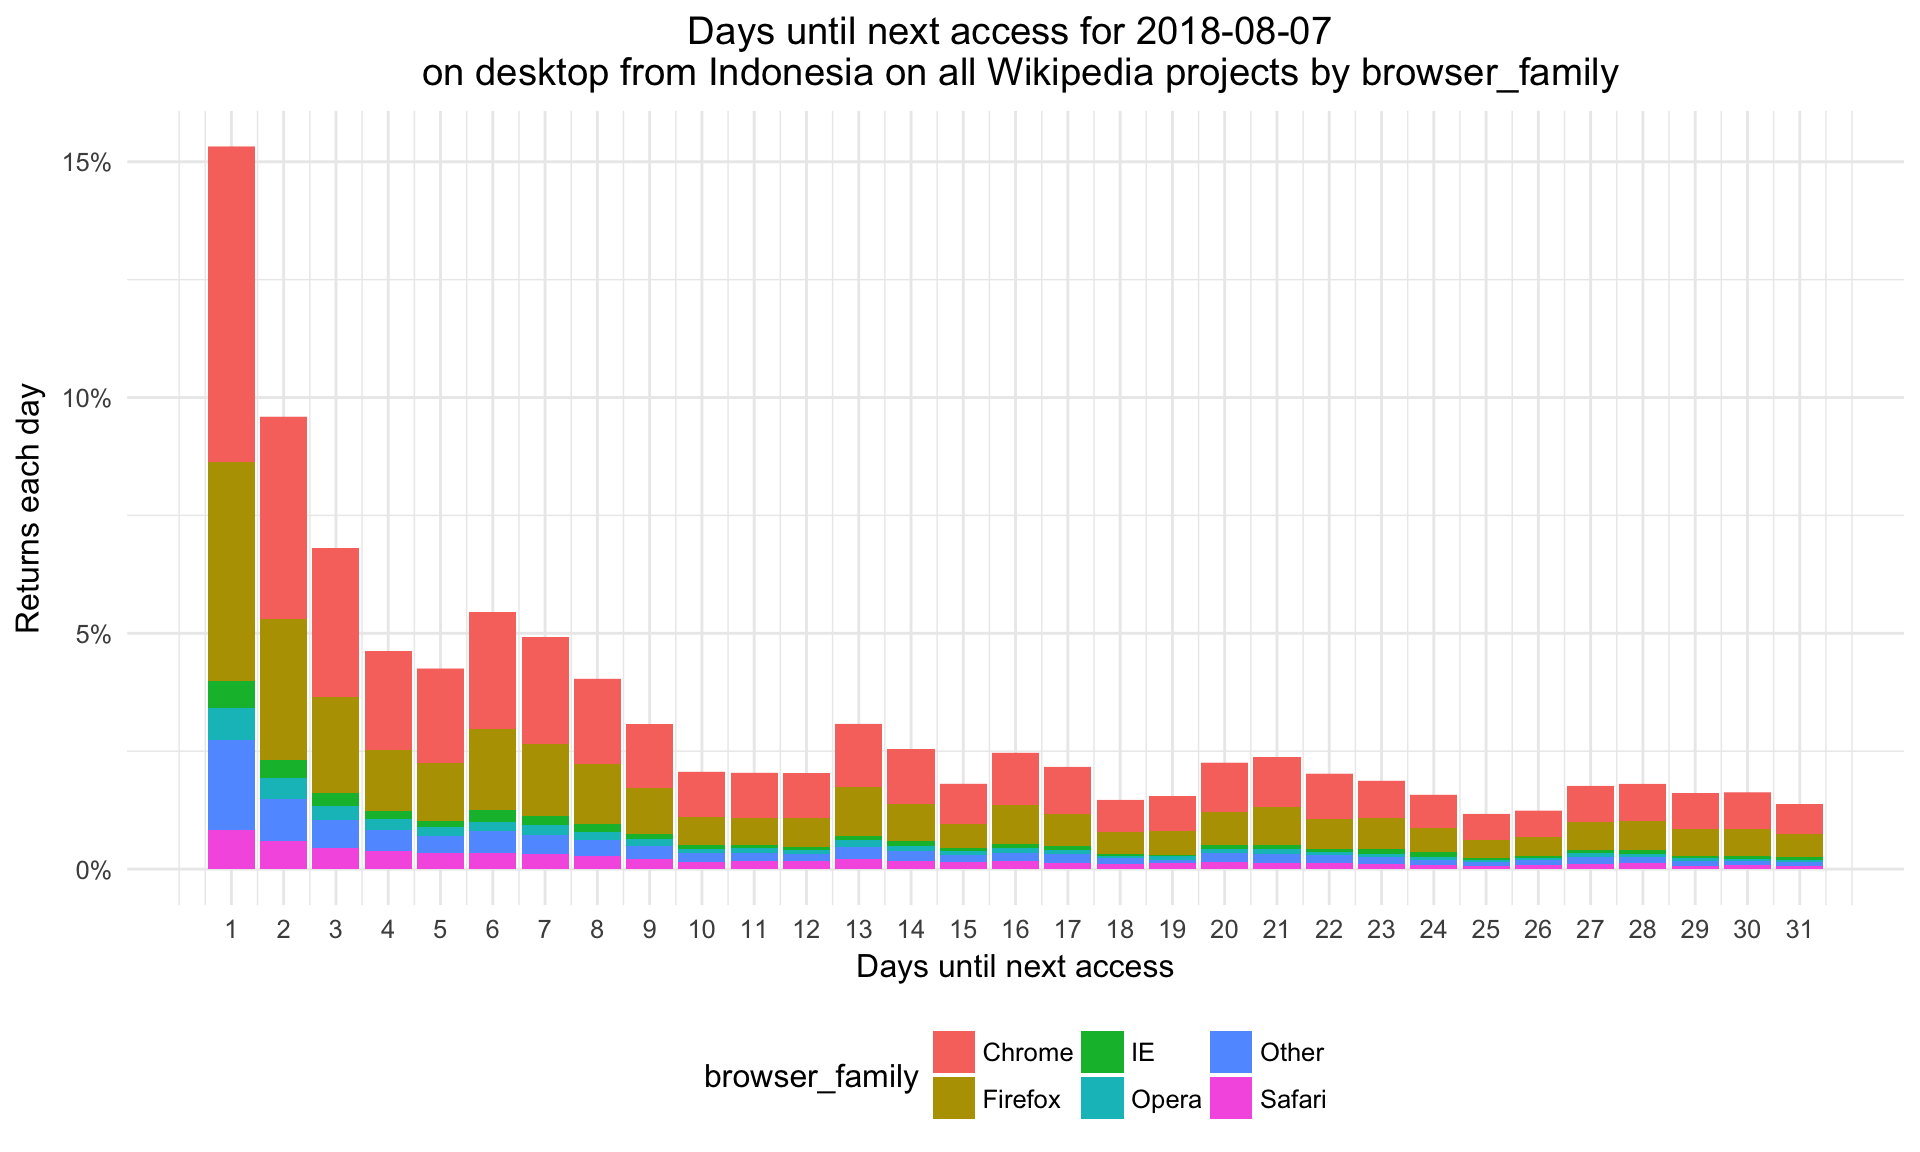 Days until next access for 2018-08-07
on desktop from Indonesia on all Wikipedia projects by browser_family
Returns each day
15%
10%
5%
0%
1 2 3 4 5 6 7 8 9 10 11 12 13 14 15 16 17 18 19 20 21 22 23 24 25 26 27 28 29 30 31
Days until next access
browser_family
Chrome IE Other
Firefox Opera Safari